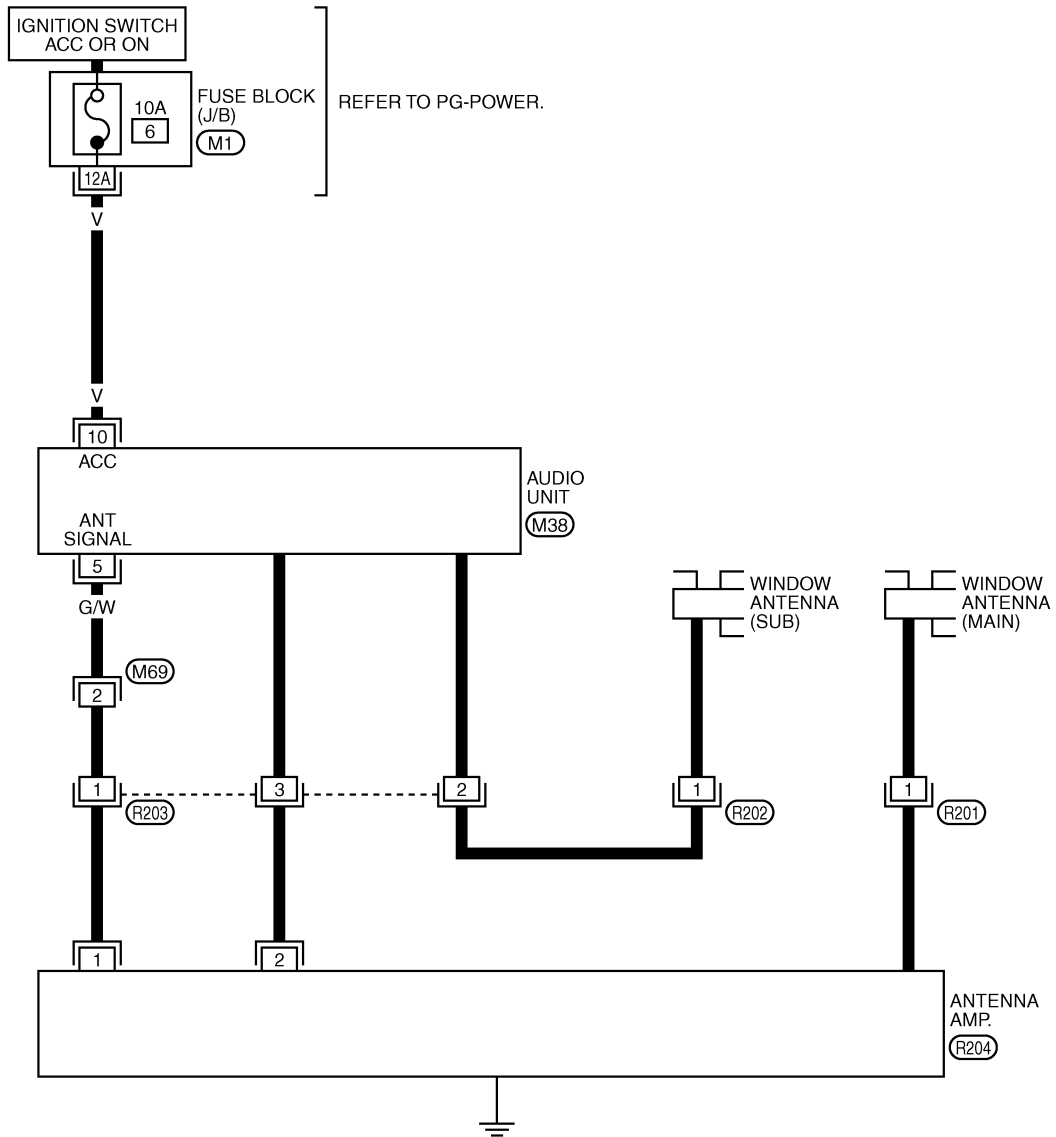 IGNITION SWITCH
ACC OR ON
10A
6
FUSE BLOCK
(J/B)
M1
REFER TO PG-POWER.
12A
V
V
10
ACC
ANT
SIGNAL
AUDIO
UNIT
M38
5
G/W
M69
2
WINDOW
ANTENNA
(SUB)
WINDOW
ANTENNA
(MAIN)
1
3
2
1
1
R203
R202
R201
1
2
ANTENNA
AMP.
R204